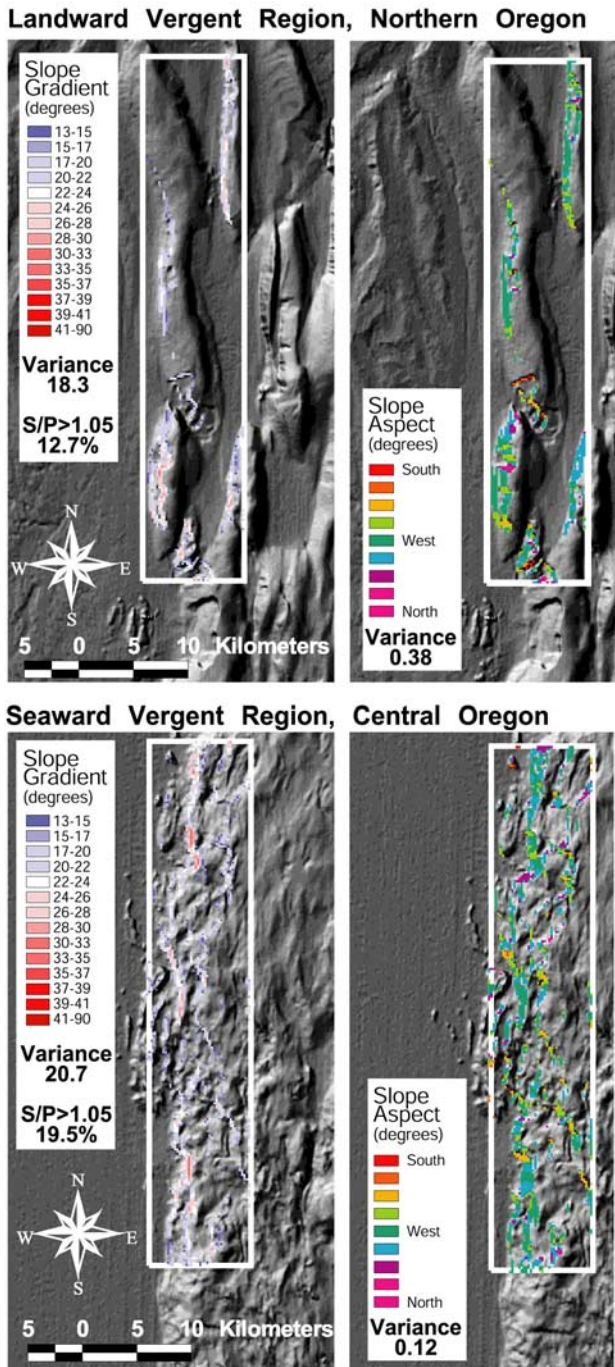 Landward Vergent Region, Northern Oregon
Slope
Gradient
(degrees)
13-15
15-17
17-20
20-22
22-24
24-26
26-28
28-30
30-33
33-35
35-37
37-39
39-41
41-90
Variance
18.3
S/P>1.05
12.7%
N
W E
S
5 0 5 10 Kilometers
Slope
Aspect
(degrees)
South
West
North
Variance
0.38
Seaward Vergent Region, Central Oregon
Slope
Gradient
(degrees)
13-15
15-17
17-20
20-22
22-24
24-26
26-28
28-30
30-33
33-35
35-37
37-39
39-41
41-90
Variance
20.7
S/P>1.05
19.5%
N
W E
S
5 0 5 10 Kilometers
Slope
Aspect
(degrees)
South
West
North
Variance
0.12